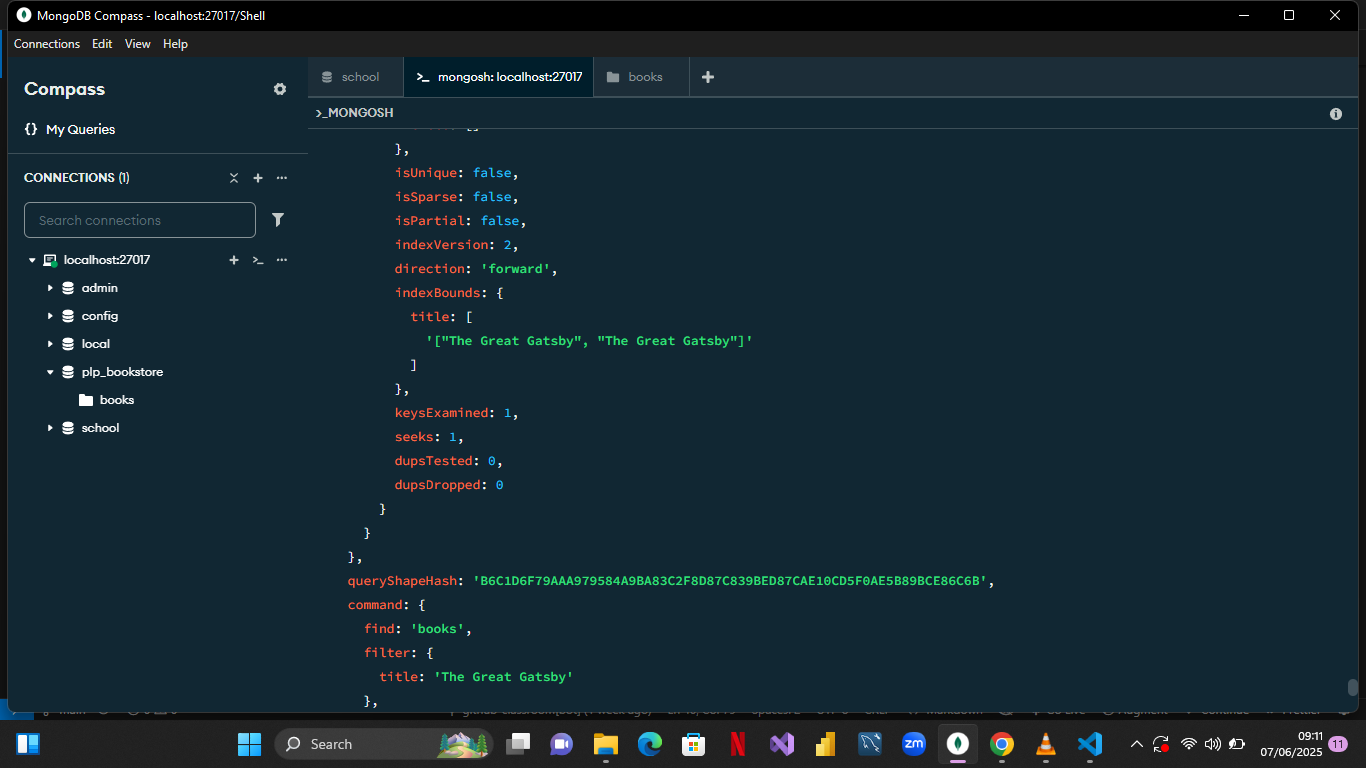 MongoDB Compass - localhost:27017/Shell
Connections Edit View Help
Compass
{} My Queries
CONNECTIONS (1)
Search connections
localhost:27017
admin
config
local
plp_bookstore
books
school
school
>_ mongosh: localhost:27017
books
>_MONGOSH
},
isUnique: false,
isSparse: false,
isPartial: false,
indexVersion: 2,
direction: 'forward',
indexBounds: {
title: [
'["The Great Gatsby", "The Great Gatsby"]'
]
},
keysExamined: 1,
seeks: 1,
dupsTested: 0,
dupsDropped: 0
}
}
},
queryShapeHash: 'B6C1D6F79AAA979584A9BA83C2F8D87C839BED87CAE10CD5F0AE5B89BCE86C6B',
command: {
find: 'books',
filter: {
title: 'The Great Gatsby'
},
Search
zm
09:11
07/06/2025
11